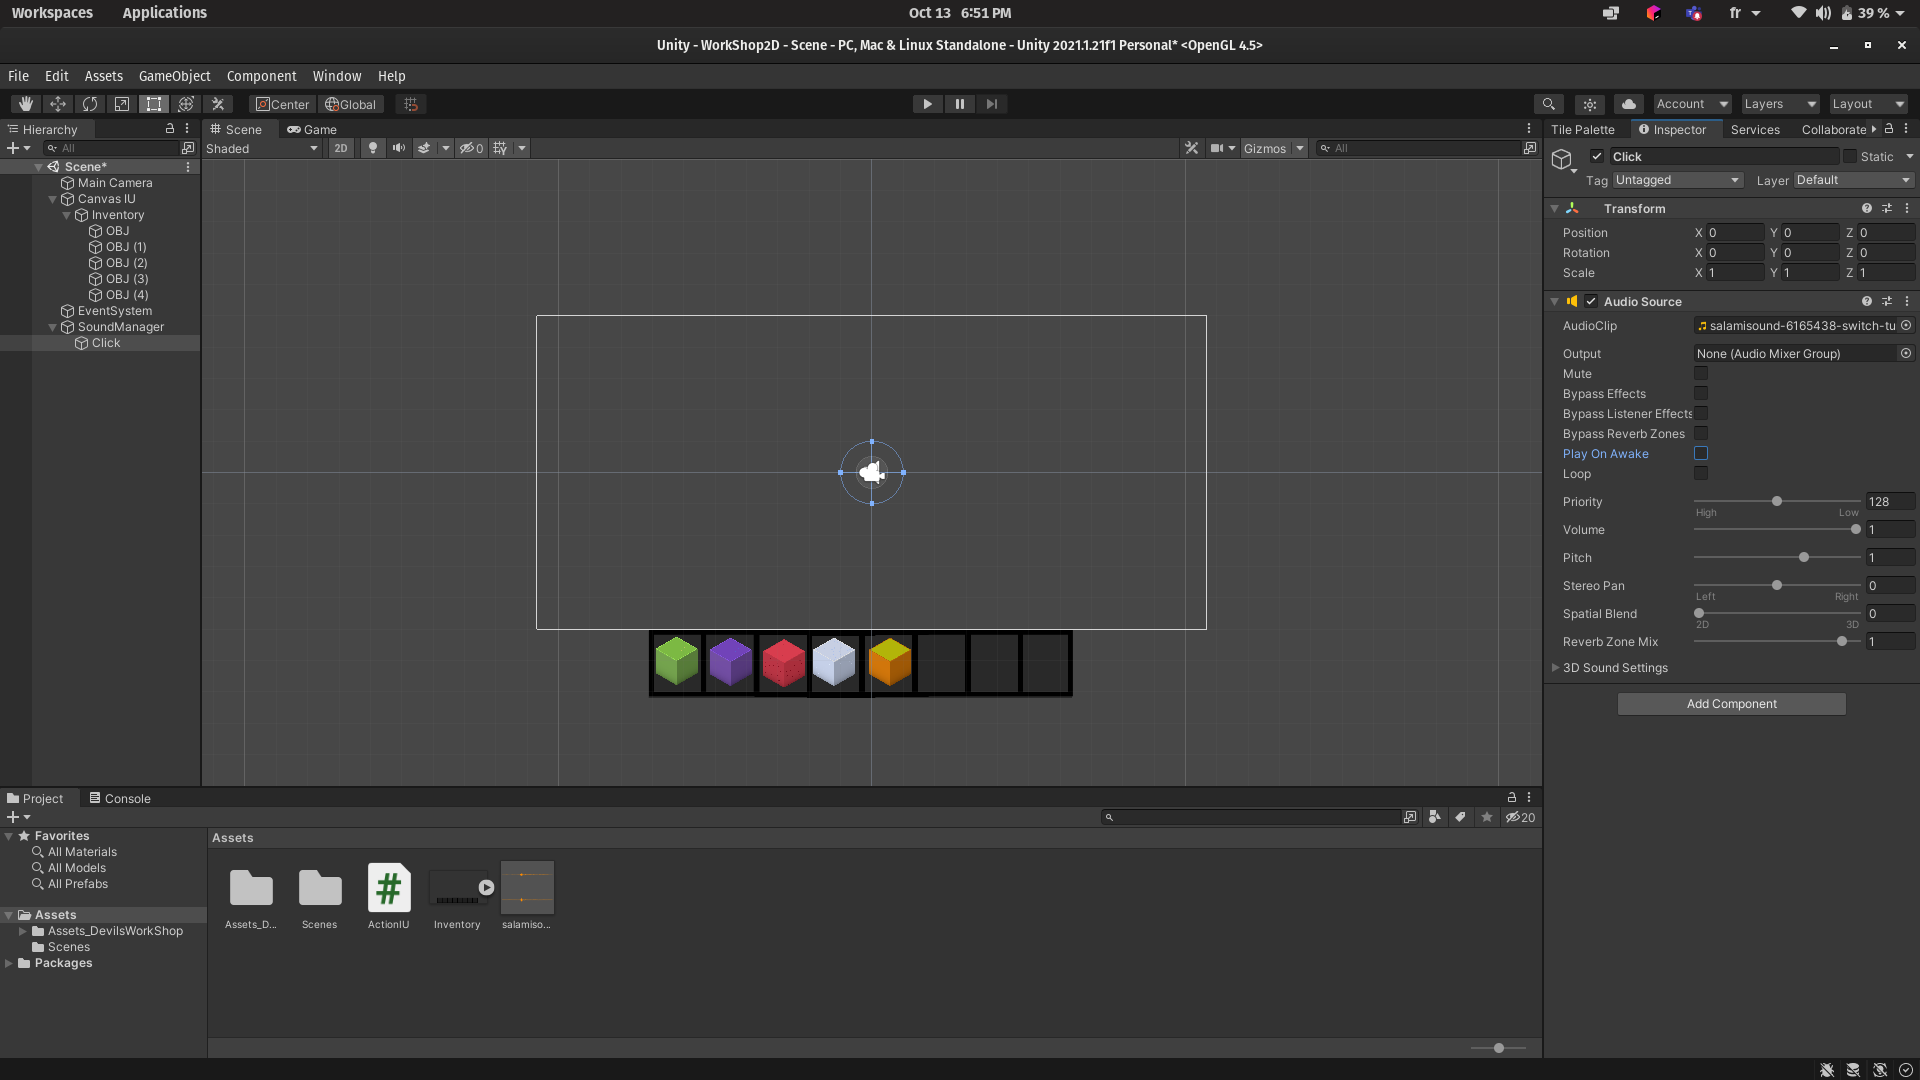 Workspaces Applications Oct 13 6:51 PM fr 39 %
Unity - WorkShop2D - Scene - PC, Mac & Linux Standalone - Unity 2021.1.21f1 Personal* <OpenGL 4.5>
File Edit Assets GameObject Component Window Help
Center Global Account Layers Layout
Hierarchy
All
Scene*
Main Camera
Canvas IU
Inventory
OBJ
OBJ (1)
OBJ (2)
OBJ (3)
OBJ (4)
EventSystem
SoundManager
Click
Scene Game
Shaded 2D 0 Gizmos All
Tile Palette Inspector Services Collaborate
Click Static
Tag Untagged Layer Default
Transform
Position X 0 Y 0 Z 0
Rotation X 0 Y 0 Z 0
Scale X 1 Y 1 Z 1
Audio Source
AudioClip salamisound-6165438-switch-tu
Output None (Audio Mixer Group)
Mute
Bypass Effects
Bypass Listener Effects
Bypass Reverb Zones
Play On Awake
Loop
Priority 128
High Low
Volume 1
Pitch 1
Stereo Pan 0
Left Right
Spatial Blend 0
2D 3D
Reverb Zone Mix 1
3D Sound Settings
Add Component
Project Console
20
Favorites
All Materials
All Models
All Prefabs
Assets
Assets_DevilsWorkShop
Scenes
Packages
Assets
Assets_D... Scenes ActionIU Inventory salamiso...